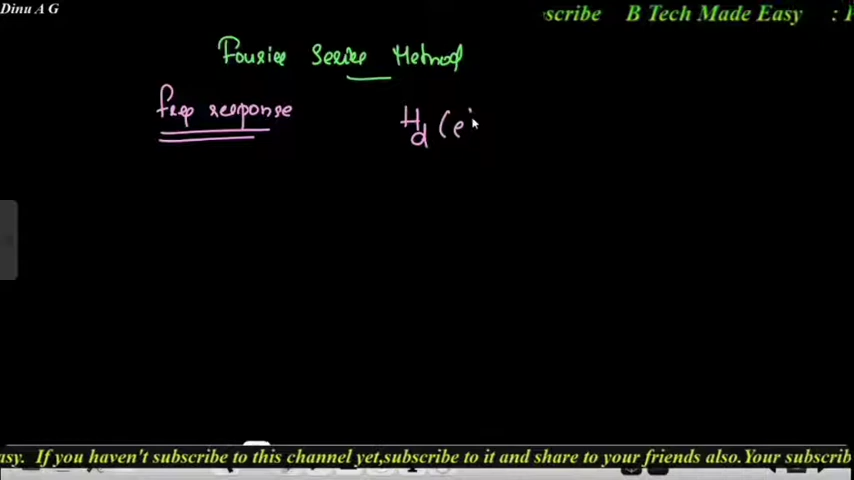 Dinu A G
scribe B Tech Made Easy :
Fourier Series Method
freq response
Hd (e
asy. If you haven't subscribe to this channel yet,subscribe to it and share to your friends also.Your subscrib